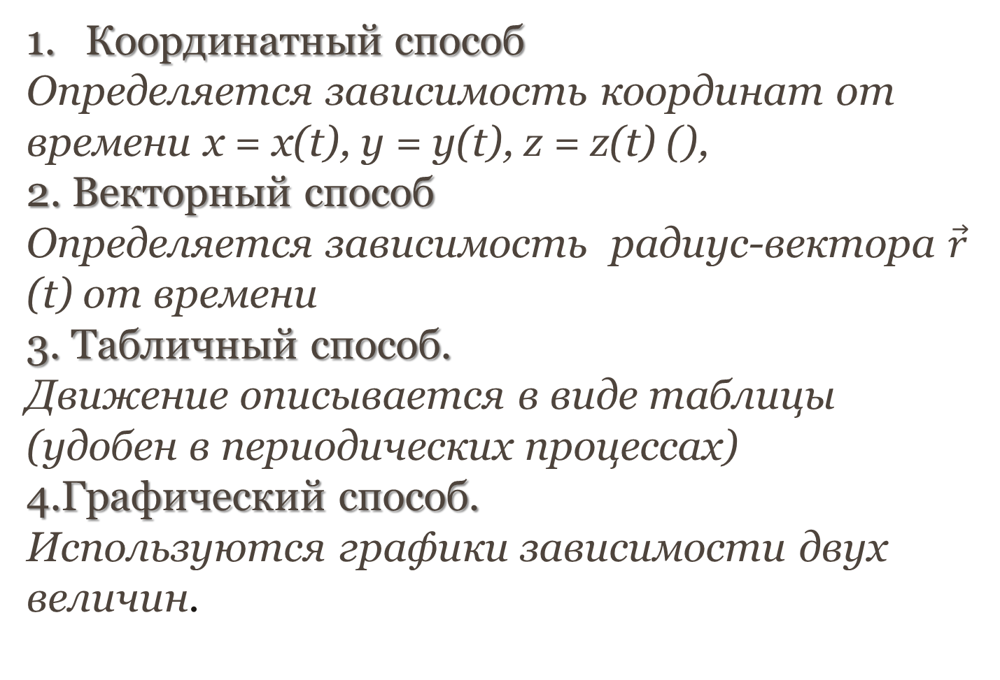 1. Координатный способ
Определяется зависимость координат от
времени x = x(t), y = y(t), z = z(t) (),
2. Векторный способ
Определяется зависимость радиус-вектора r⃗
(t) от времени
3. Табличный способ.
Движение описывается в виде таблицы
(удобен в периодических процессах)
4.Графический способ.
Используются графики зависимости двух
величин.